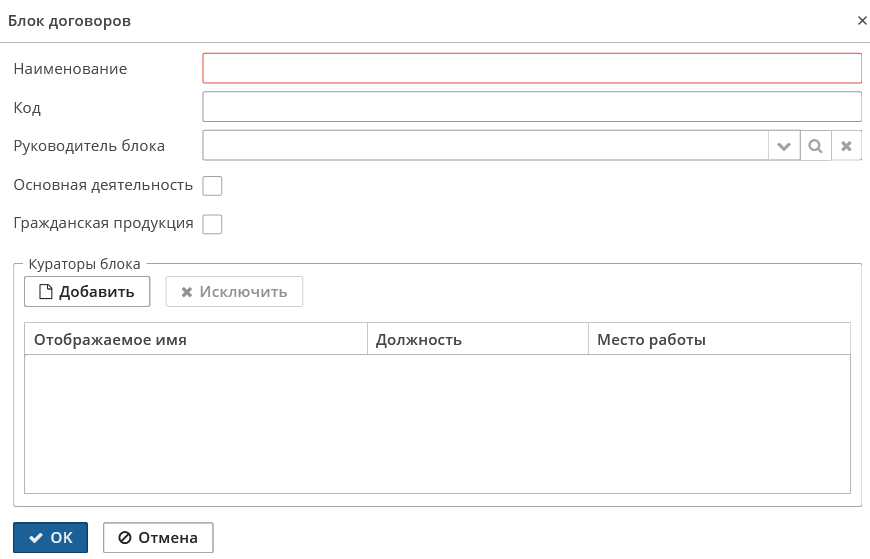 Блок договоров
Наименование
Код
Руководитель блока
Основная деятельность
Гражданская продукция
Кураторы блока
Добавить Исключить
Отображаемое имя Должность Место работы
OK Отмена